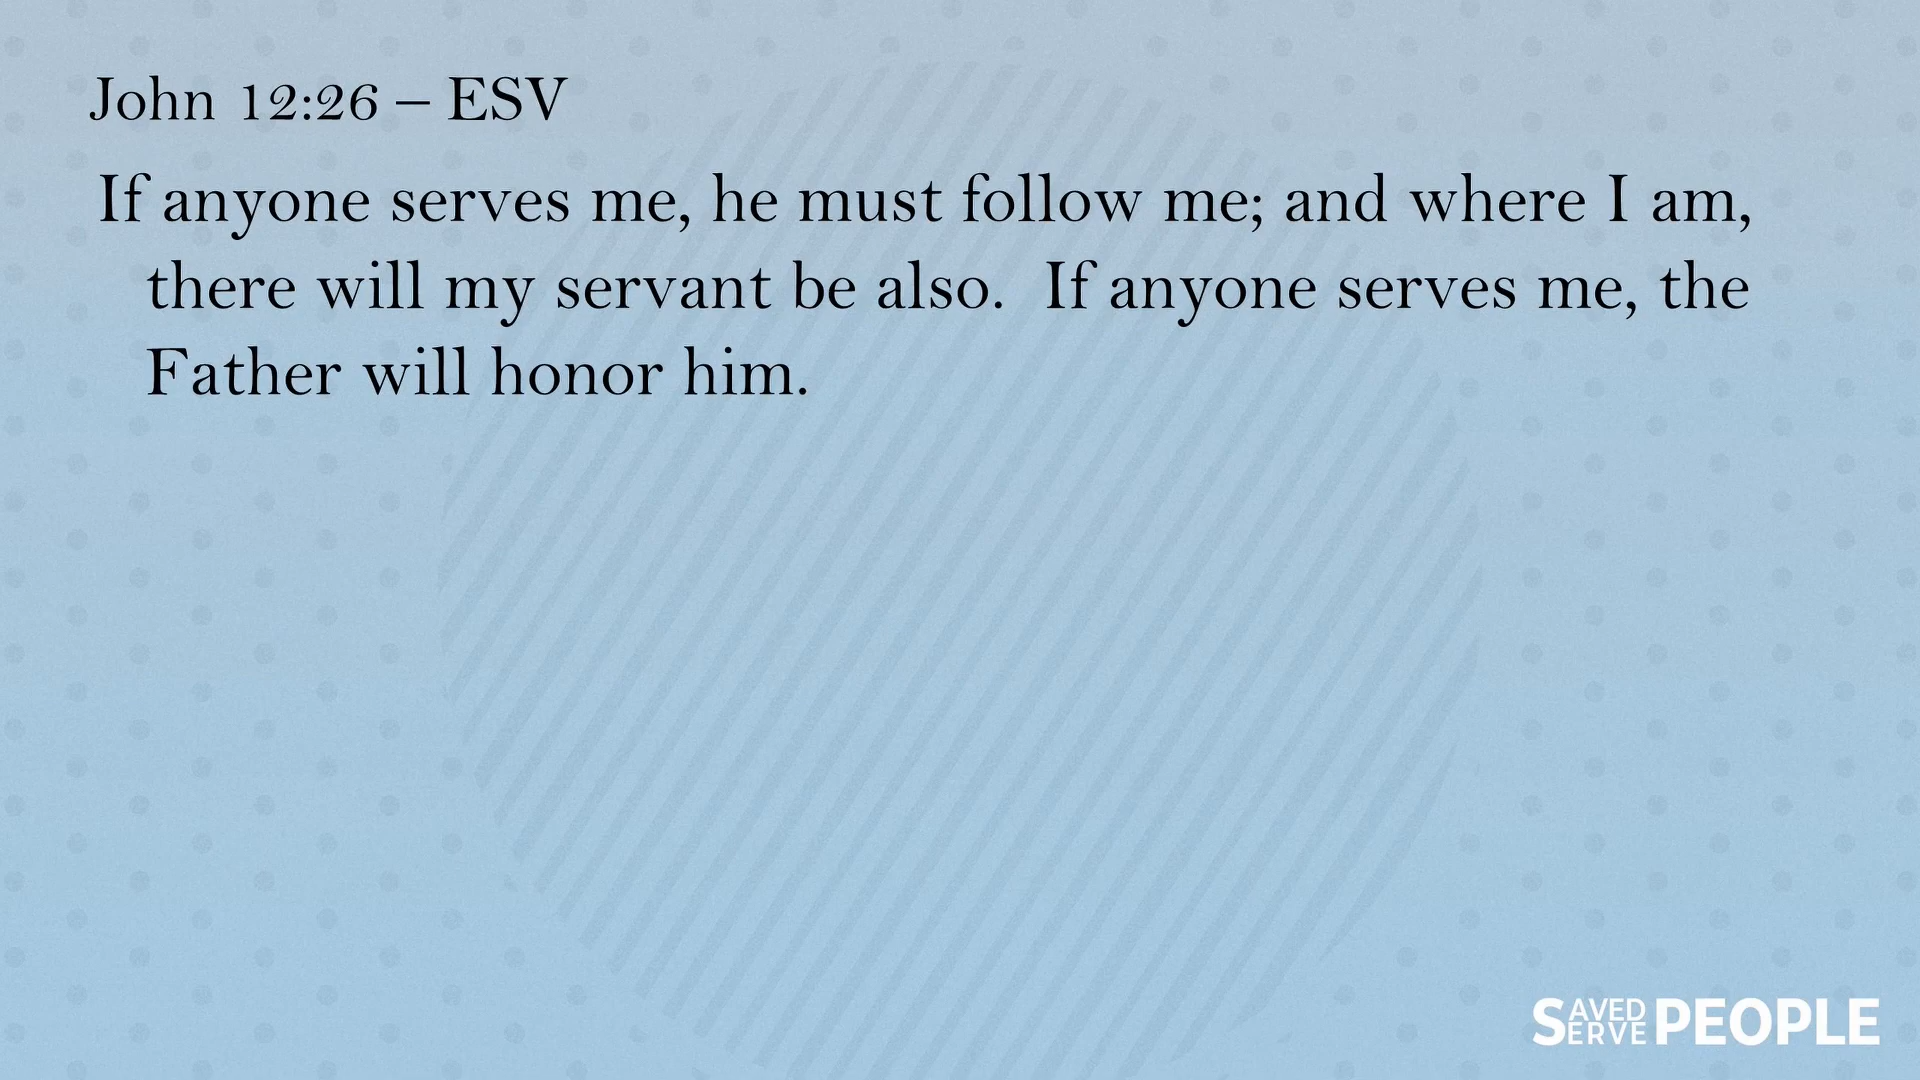 John 12:26 – ESV
If anyone serves me, he must follow me; and where I am,
there will my servant be also.  If anyone serves me, the
Father will honor him.
SAVED
SERVE PEOPLE